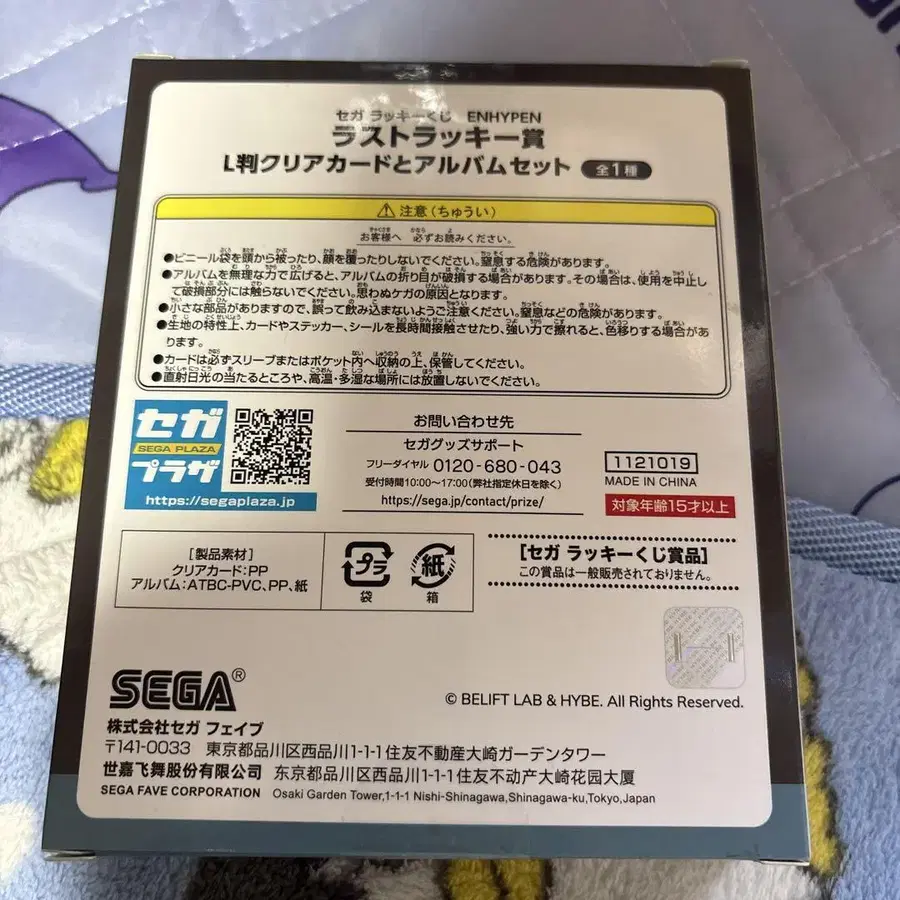 セガ ラッキーくじ ENHYPEN
ラストラッキー賞
L判クリアカードとアルバムセット 全1種
⚠ 注意(ちゅうい)
お客様へ 必ずお読みください。
●ビニール袋を頭から被ったり、顔を覆ったりしないでください。窒息する危険があります。
●アルバムを無理な力で広げると、アルバムの折り目が破損する場合があります。その場合は、使用を中止し
て破損部分には触らないでください。思わぬケガの原因となります。
●小さな部品がありますので、誤って飲み込まないようご注意ください。窒息などの危険があります。
●生地の特性上、カードやステッカー、シールを長時間接触させたり、強い力で擦れると、色移りする場合があ
ります。
●カードは必ずスリーブまたはポケット内へ収納の上、保管してください。
●直射日光の当たるところや、高温・多湿な場所には放置しないでください。
セガ
SEGA PLAZA
プラザ
https://segaplaza.jp
お問い合わせ先
セガグッズサポート
フリーダイヤル 0120-680-043
受付時間10:00~17:00(弊社指定休日を除く)
https://sega.jp/contact/prize/
1121019
MADE IN CHINA
対象年齢15才以上
[製品素材]
クリアカード:PP
アルバム:ATBC-PVC、PP、紙
プラ
袋
紙
箱
[セガ ラッキーくじ賞品]
この賞品は一般販売されておりません。
SEGA®
© BELIFT LAB & HYBE. All Rights Reserved.
株式会社セガ フェイブ
〒141-0033 東京都品川区西品川1-1-1 住友不動産大崎ガーデンタワー
世嘉飞舞股份有限公司 东京都品川区西品川1-1-1住友不动产大崎花园大厦
SEGA FAVE CORPORATION Osaki Garden Tower,1-1-1 Nishi-Shinagawa,Shinagawa-ku,Tokyo,Japan